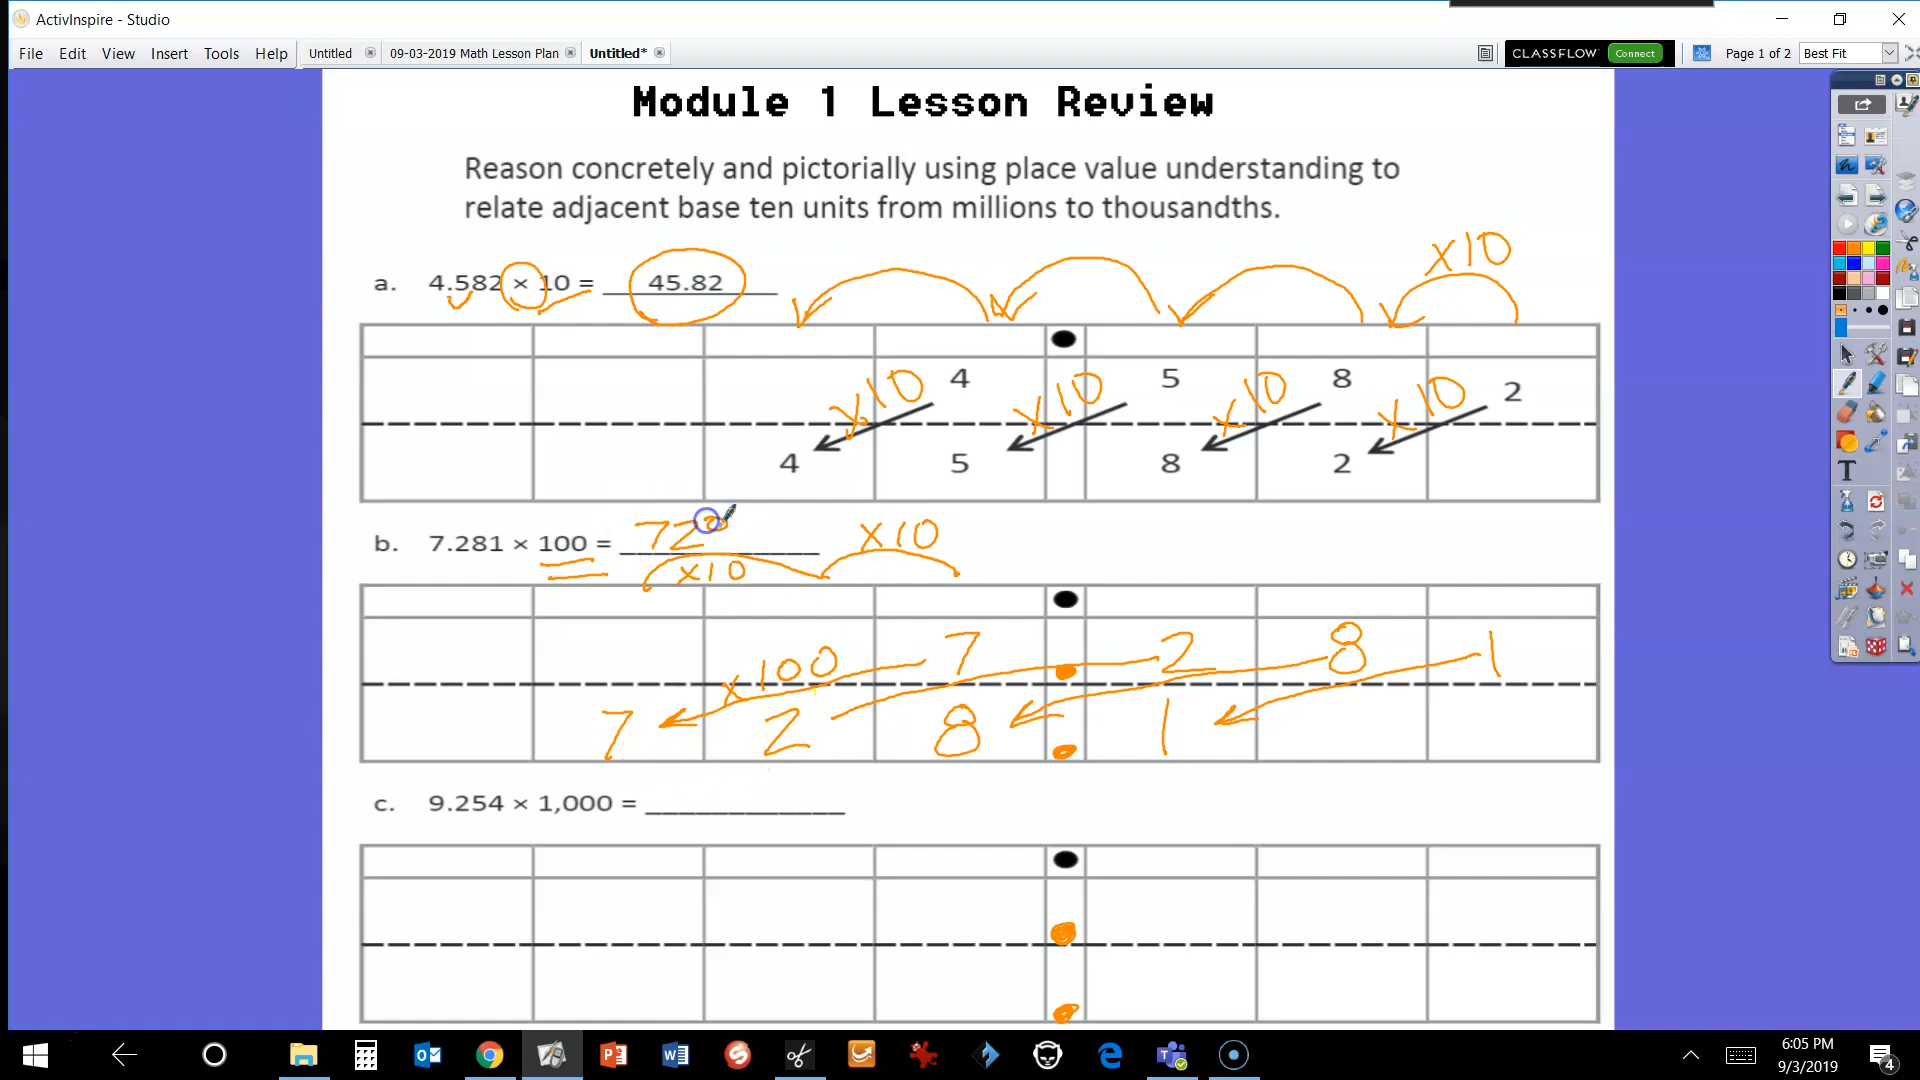 ActivInspire - Studio
File Edit View Insert Tools Help Untitled 09-03-2019 Math Lesson Plan Untitled* CLASSFLOW Connect Page 1 of 2 Best Fit
Module 1 Lesson Review
Reason concretely and pictorially using place value understanding to
relate adjacent base ten units from millions to thousandths.
x10
a. 4.582 × 10 = 45.82
4 5 8 2
x10 x10 x10 x10
4 5 8 2
b. 7.281 × 100 = 728
x10 x10
7 2 8 1
x100
7 2 8 1
c. 9.254 × 1,000 = ____________
6:05 PM
9/3/2019
4